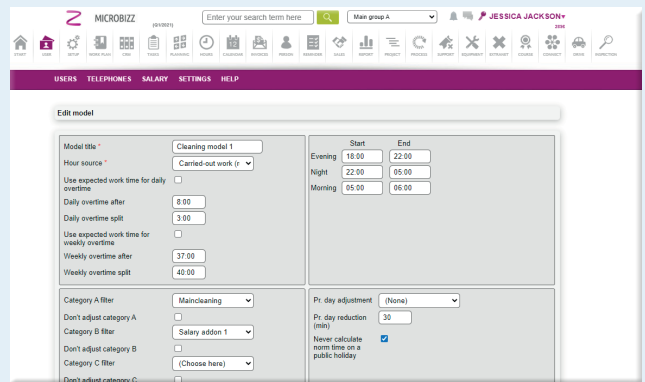 MICROBIZZ
(Q1/2021)
Enter your search term here
Main group A
JESSICA JACKSON
START USER SETUP WORK PLAN CRM TASKS PLANNING HOURS CALENDAR INVOICES PERSON REMINDER SALES REPORT PROJECT PROCESS SUPPORT EQUIPMENT EXTRANET COURSE CONNECT DRIVE INSPECTION
USERS TELEPHONES SALARY SETTINGS HELP
Edit model
Model title *
Cleaning model 1
Hour source *
Carried-out work (r
Use expected work time for daily
overtime
Daily overtime after
8:00
Daily overtime split
3:00
Use expected work time for
weekly overtime
Weekly overtime after
37:00
Weekly overtime split
40:00
Start End
Evening 18:00 22:00
Night 22:00 05:00
Morning 05:00 06:00
Category A filter
Maincleaning
Don't adjust category A
Category B filter
Salary addon 1
Don't adjust category B
Category C filter
(Choose here)
Don't adjust category C
Pr. day adjustment
(None)
Pr. day reduction
(min)
30
Never calculate
norm time on a
public holiday